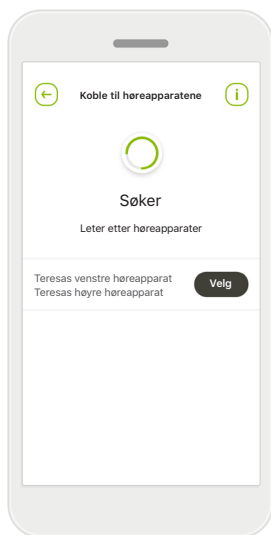 Koble til høreapparatene
Søker
Leter etter høreapparater
Teresas venstre høreapparat
Teresas høyre høreapparat
Velg